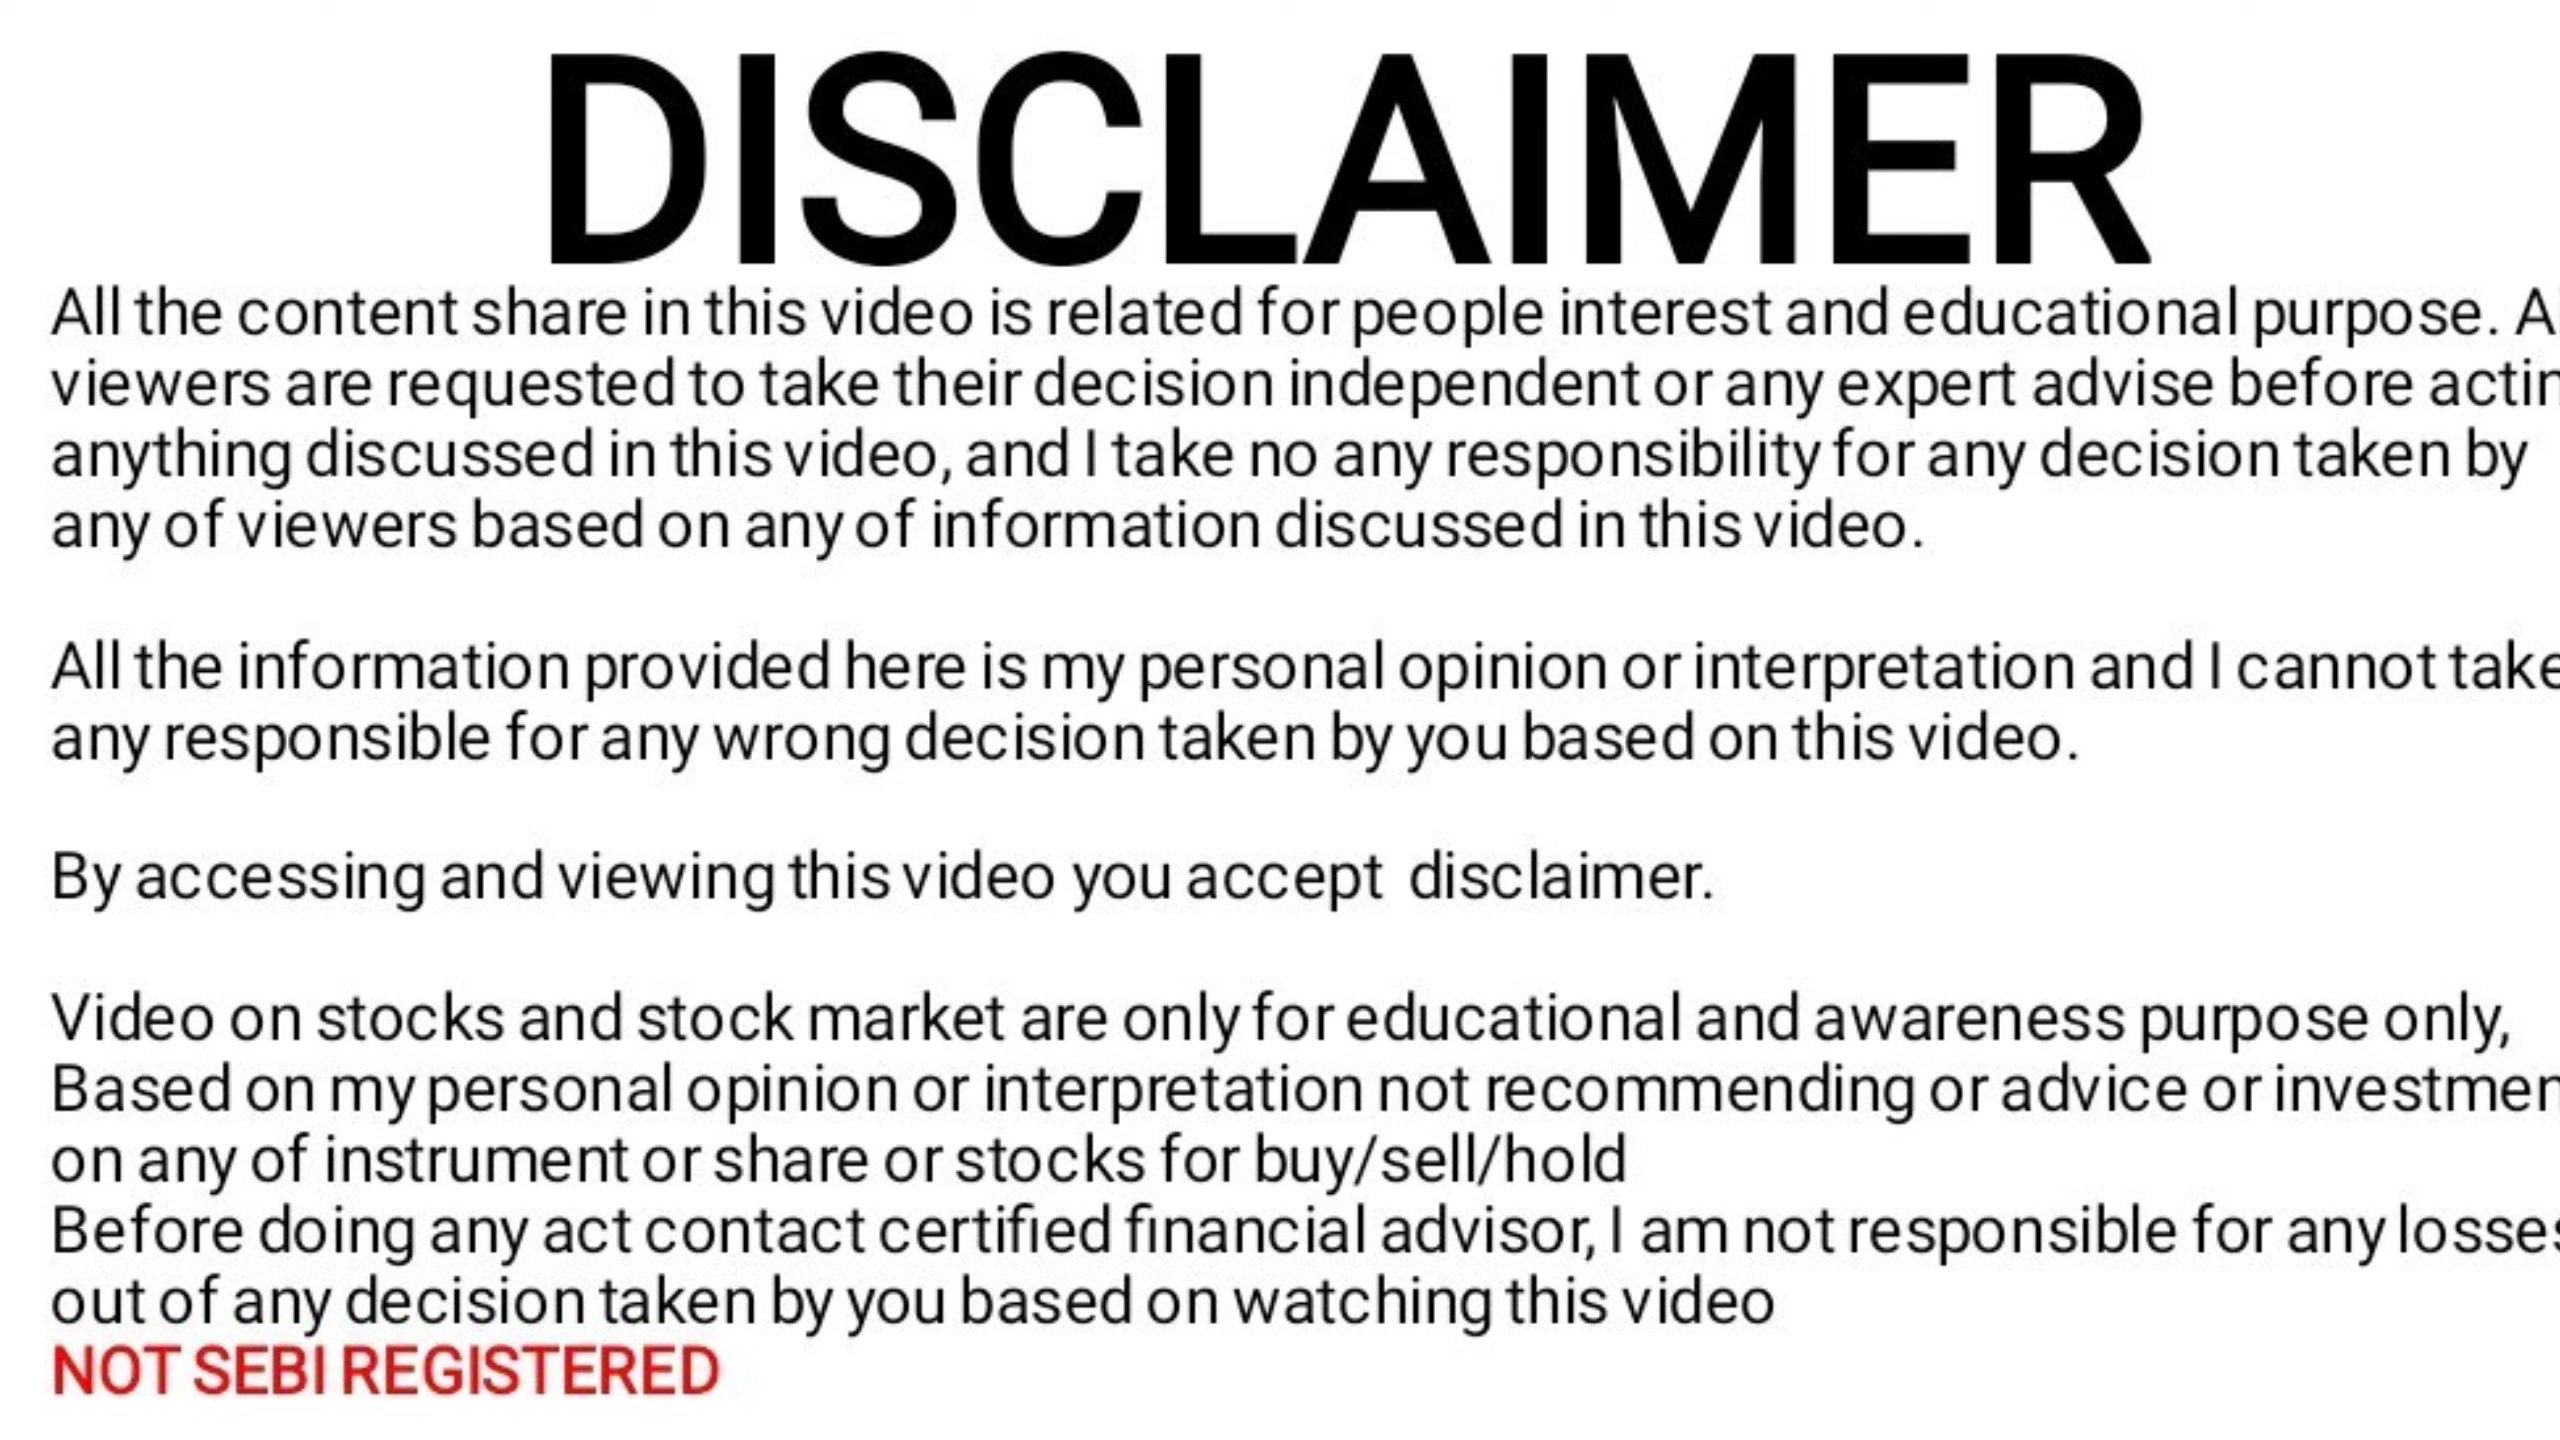 DISCLAIMER
All the content share in this video is related for people interest and educational purpose.
viewers are requested to take their decision independent or any expert advise before
anything discussed in this video, and I take no any responsibility for any decision taken by
any of viewers based on any of information discussed in this video.
All the information provided here is my personal opinion or interpretation and I cannot take
any responsible for any wrong decision taken by you based on this video.
By accessing and viewing this video you accept disclaimer.
Video on stocks and stock market are only for educational and awareness purpose only,
Based on my personal opinion or interpretation not recommending or advice or
on any of instrument or share or stocks for buy/sell/hold
Before doing any act contact certified financial advisor, I am not responsible for any losses
out of any decision taken by you based on watching this video
NOT SEBI REGISTERED